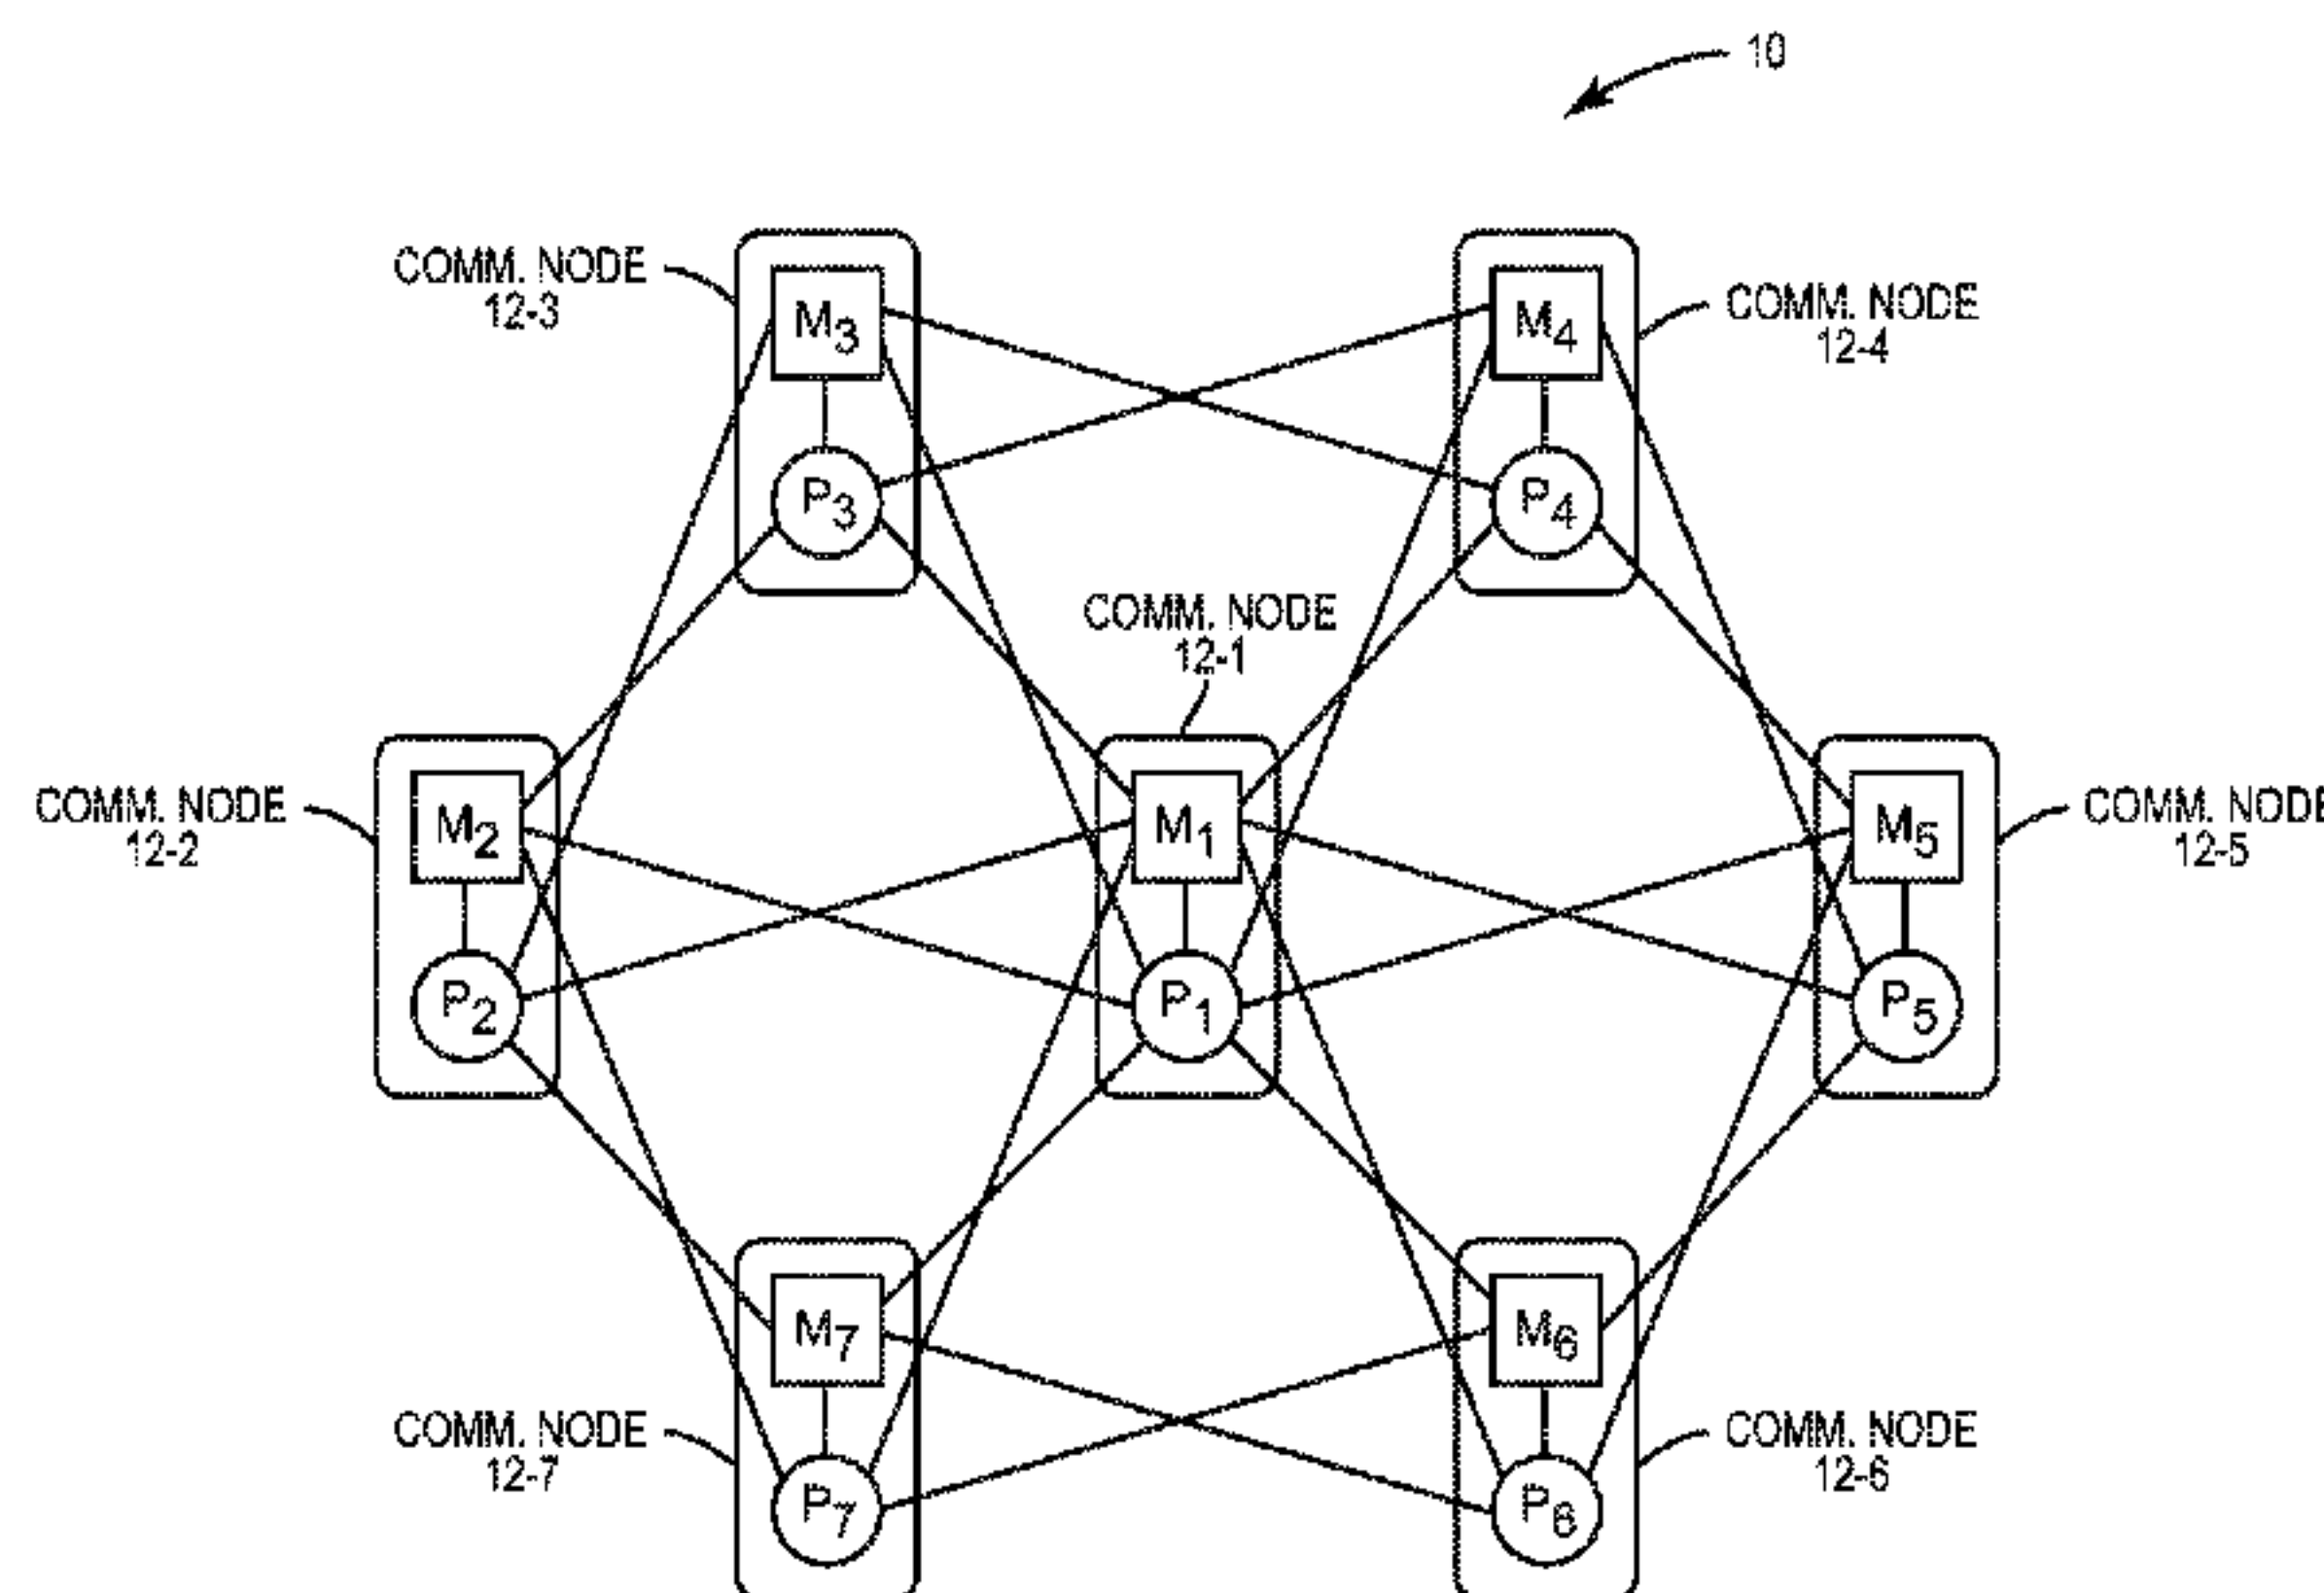 10
COMM. NODE
12-3
M3
COMM. NODE
12-4
M4
P3
P4
COMM. NODE
12-1
COMM. NODE
12-2
M2
M1
M5
COMM. NODE
12-5
P2
P1
P5
M7
M6
COMM. NODE
12-7
COMM. NODE
12-6
P7
P6